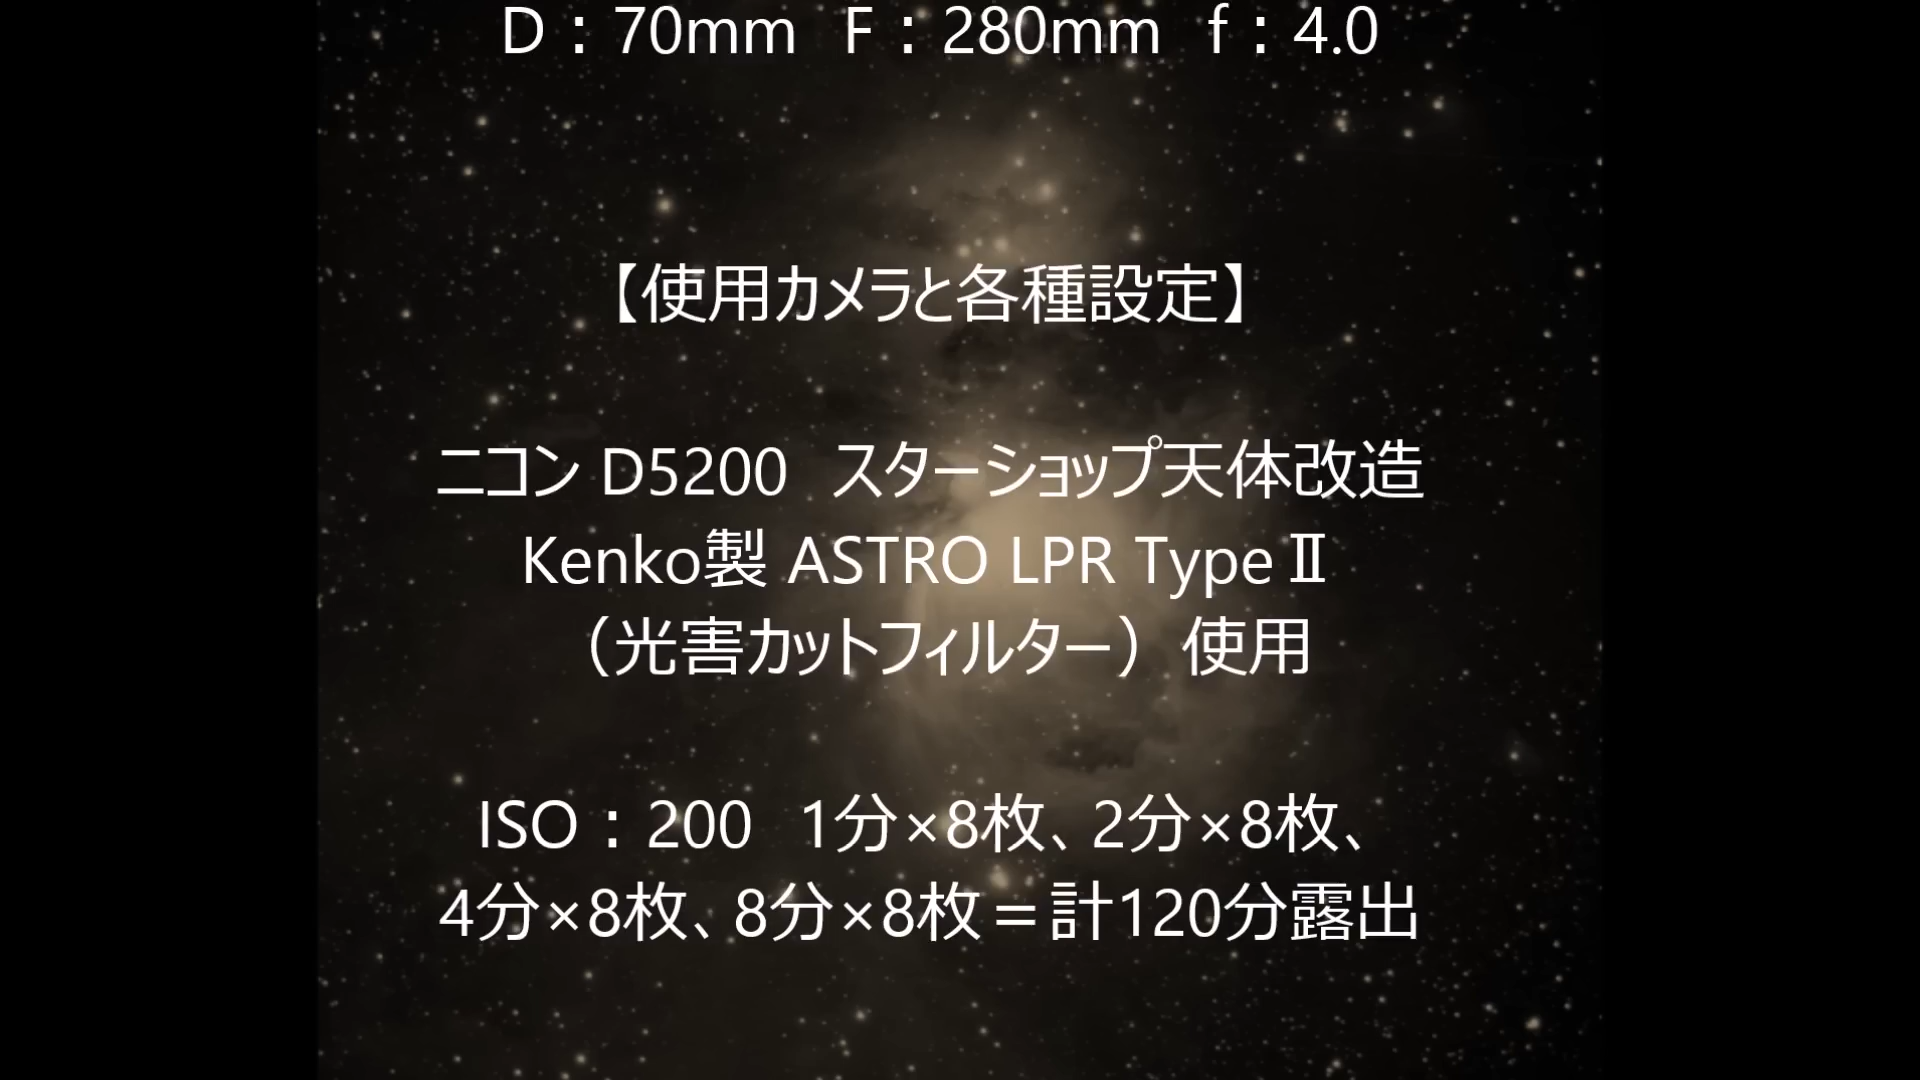 D：70mm F：280mm f：4.0
【使用カメラと各種設定】
ニコン D5200 スターショップ天体改造
Kenko製 ASTRO LPR TypeⅡ
（光害カットフィルター）使用
ISO：200 1分×8枚、2分×8枚、
4分×8枚、8分×8枚＝計120分露出